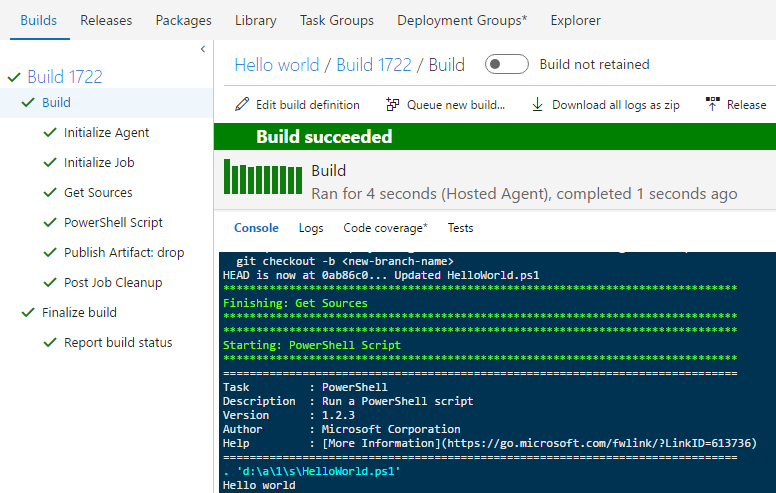 Builds Releases Packages Library Task Groups Deployment Groups* Explorer
Build 1722
Build
Initialize Agent
Initialize Job
Get Sources
PowerShell Script
Publish Artifact: drop
Post Job Cleanup
Finalize build
Report build status
Hello world / Build 1722 / Build Build not retained
Edit build definition Queue new build... Download all logs as zip Release
Build succeeded
Build
Ran for 4 seconds (Hosted Agent), completed 1 seconds ago
Console Logs Code coverage* Tests
git checkout -b <new-branch-name>
HEAD is now at 0ab86c0... Updated HelloWorld.ps1
******************************************************************************
Finishing: Get Sources
******************************************************************************
******************************************************************************
Starting: PowerShell Script
******************************************************************************
==============================================================================
Task : PowerShell
Description : Run a PowerShell script
Version : 1.2.3
Author : Microsoft Corporation
Help : [More Information](https://go.microsoft.com/fwlink/?LinkID=613736)
==============================================================================
. 'd:\a\1\s\HelloWorld.ps1'
Hello world